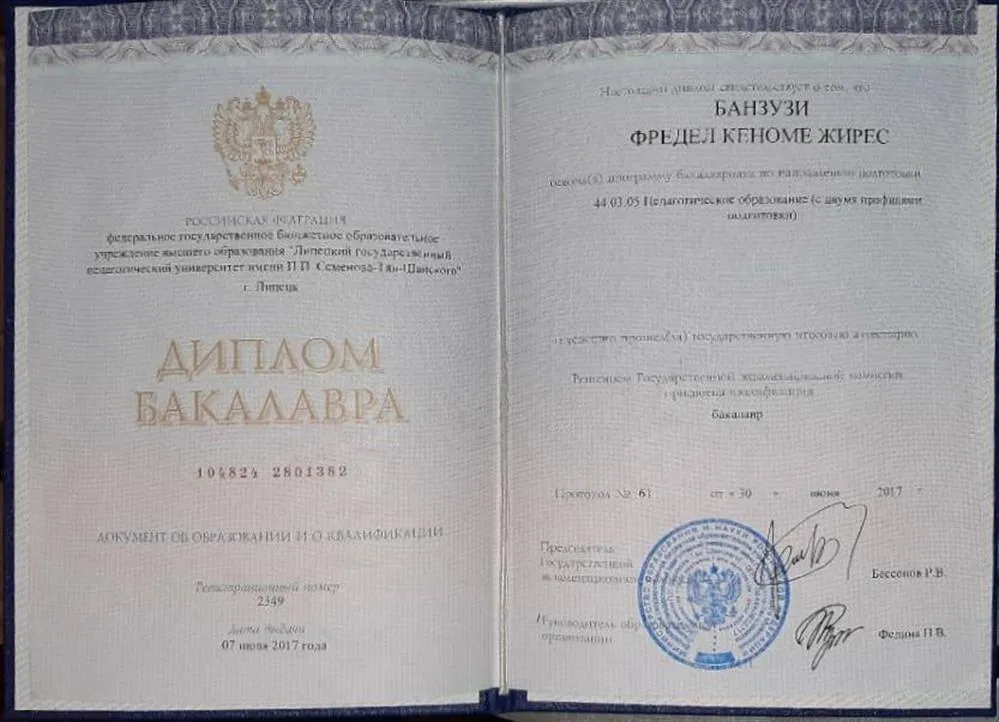 РОССИЙСКАЯ ФЕДЕРАЦИЯ
федеральное государственное бюджетное образовательное
учреждение высшего образования "Липецкий государственный
педагогический университет имени П.П. Семенова-Тян-Шанского"
г. Липецк
ДИПЛОМ
БАКАЛАВРА
104824 2801382
ДОКУМЕНТ ОБ ОБРАЗОВАНИИ И О КВАЛИФИКАЦИИ
Регистрационный номер
2349
Дата выдачи
07 июня 2017 года
Настоящий диплом свидетельствует о том, что
БАНЗУЗИ
ФРЕДЕЛ КЕНОМЕ ЖИРЕС
освоил(а) программу бакалавриата по направлению подготовки
44.03.05 Педагогическое образование (с двумя профилями
подготовки)
и успешно прошел(ла) государственную итоговую аттестацию
Решением Государственной экзаменационной комиссии
присвоена квалификация
бакалавр
Протокол № 61 от « 30 » июня 2017 г
Председатель
Государственной
экзаменационной
Бессонов Р.В.
Руководитель
организации
Федина Н.В.